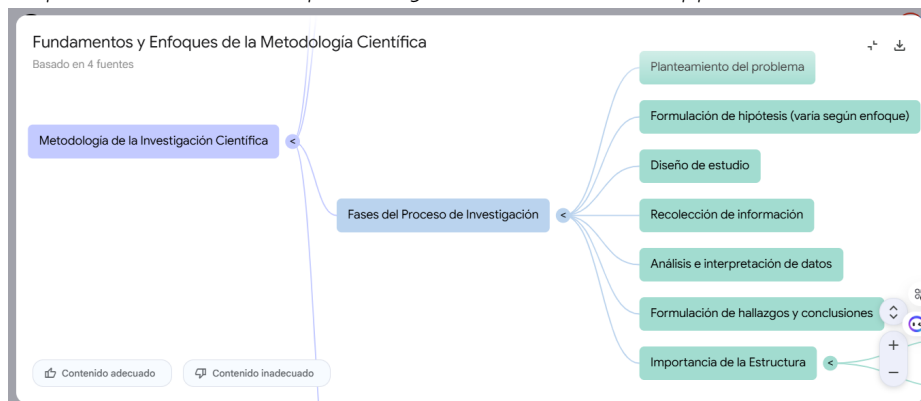 Fundamentos y Enfoques de la Metodología Científica
Basado en 4 fuentes
Metodología de la Investigación Científica
<
Fases del Proceso de Investigación
<
Planteamiento del problema
Formulación de hipótesis (varía según enfoque)
Diseño de estudio
Recolección de información
Análisis e interpretación de datos
Formulación de hallazgos y conclusiones
Importancia de la Estructura
<
Contenido adecuado
Contenido inadecuado